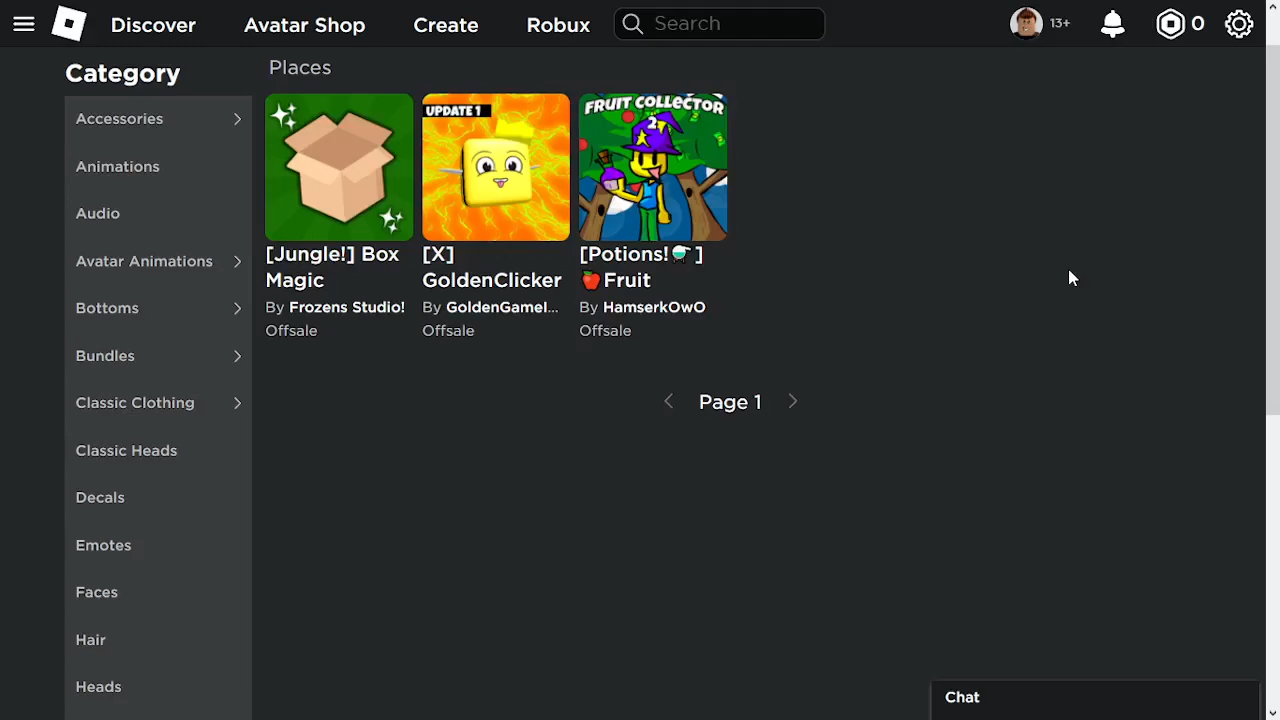 Discover Avatar Shop Create Robux Search 13+ 0
Category
Accessories
Animations
Audio
Avatar Animations
Bottoms
Bundles
Classic Clothing
Classic Heads
Decals
Emotes
Faces
Hair
Heads
Places
UPDATE 1
FRUIT COLLECTOR
2
[Jungle!] Box
Magic
By Frozens Studio!
Offsale
[X]
GoldenClicker
By GoldenGameI...
Offsale
[Potions!⚗️]
🍎Fruit
By HamserkOwO
Offsale
Page 1
Chat